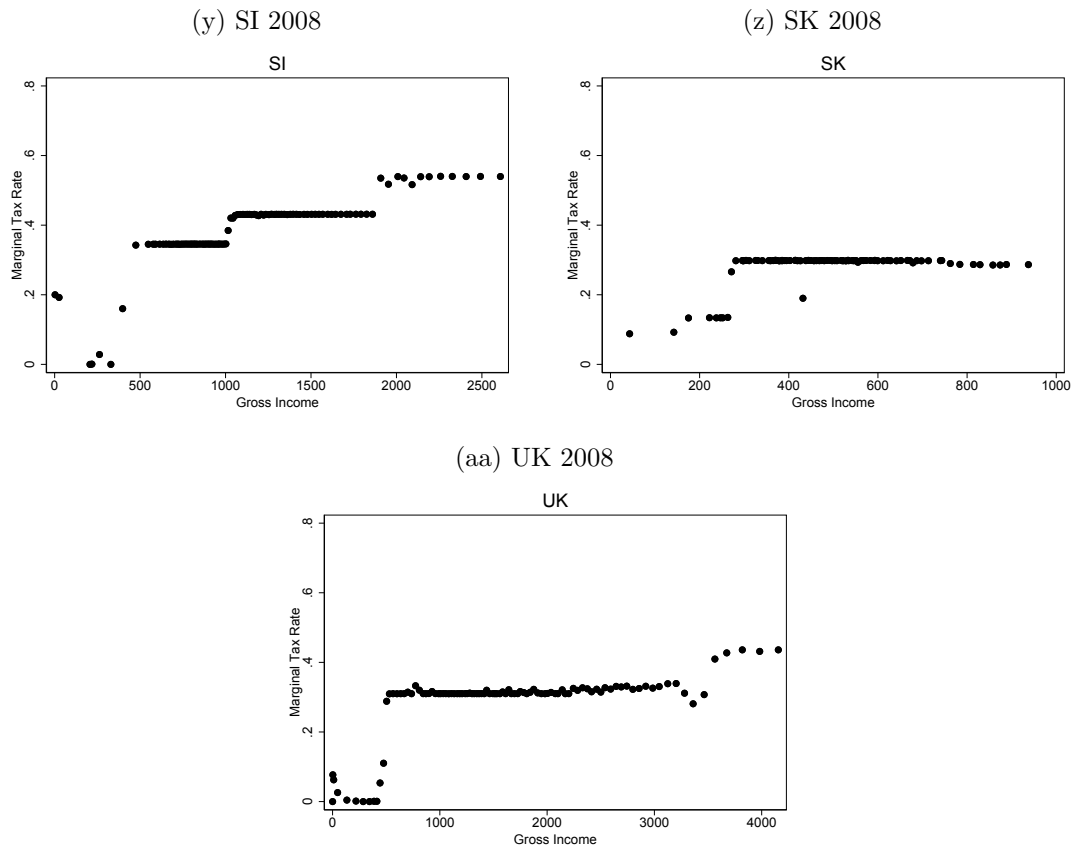 (y) SI 2008
SI
Marginal Tax Rate
0 .2 .4 .6 .8
0 500 1000 1500 2000 2500
Gross Income
(z) SK 2008
SK
Marginal Tax Rate
0 .2 .4 .6 .8
0 200 400 600 800 1000
Gross Income
(aa) UK 2008
UK
Marginal Tax Rate
0 .2 .4 .6 .8
0 1000 2000 3000 4000
Gross Income